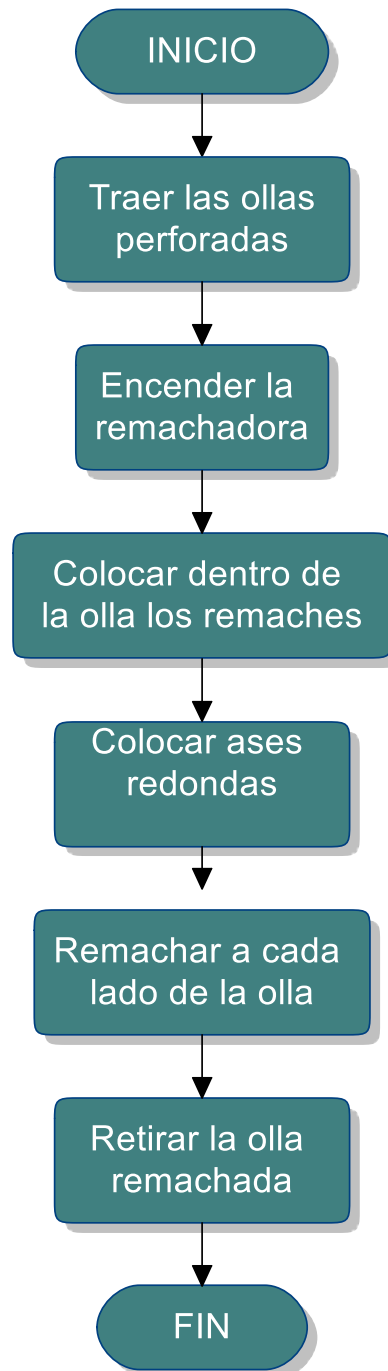 INICIO
Traer las ollas
perforadas
Encender la
remachadora
Colocar dentro de
la olla los remaches
Colocar ases
redondas
Remachar a cada
lado de la olla
Retirar la olla
remachada
FIN